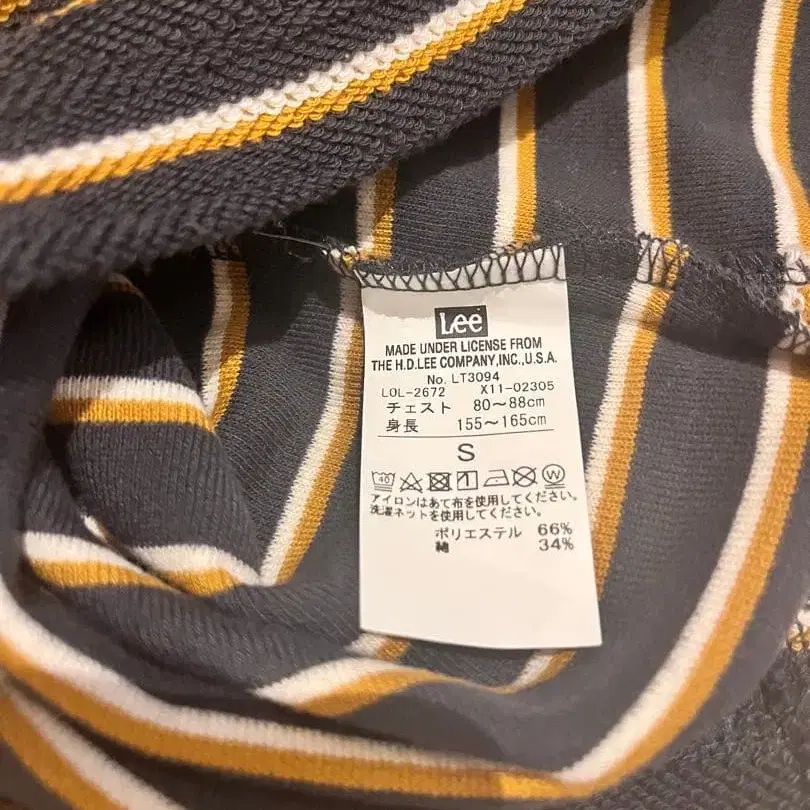 Lee
MADE UNDER LICENSE FROM
THE H.D.LEE COMPANY,INC.,U.S.A.
No. LT3094
LOL-2672 X11-02305
チェスト 80～88cm
身長 155～165cm
S
40 W
アイロンはあて布を使用してください。
洗濯ネットを使用してください。
ポリエステル 66%
綿 34%